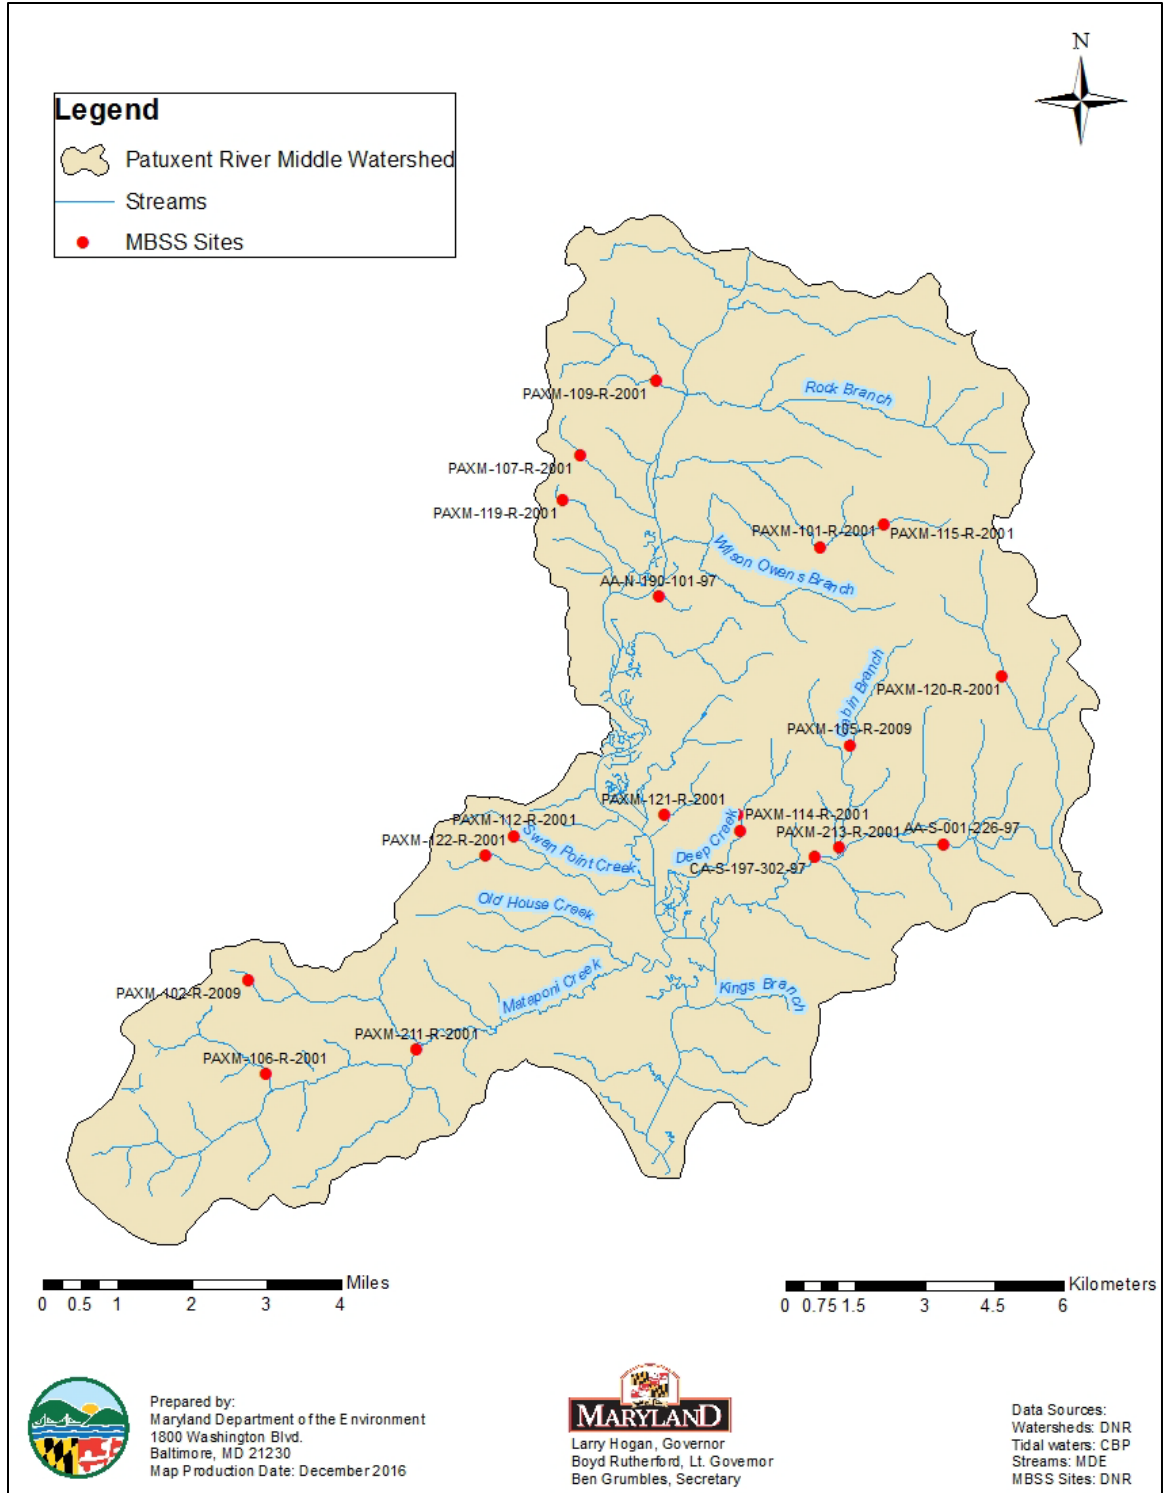 N
Legend
Patuxent River Middle Watershed
Streams
MBSS Sites
PAXM-109-R-2001
Rock Branch
PAXM-107-R-2001
PAXM-119-R-2001
PAXM-101-R-2001
PAXM-115-R-2001
Wilson Owens Branch
AA-N-190-101-97
Cabin Branch
PAXM-120-R-2001
PAXM-105-R-2009
PAXM-121-R-2001
PAXM-112-R-2001
PAXM-114-R-2001
PAXM-122-R-2001
PAXM-213-R-2001
AA-S-001-226-97
Swan Point Creek
Deep Creek
CA-S-197-302-97
Old House Creek
Mataponi Creek
Kings Branch
PAXM-102-R-2009
PAXM-211-R-2001
PAXM-106-R-2001
Miles
0 0.5 1 2 3 4
Kilometers
0 0.75 1.5 3 4.5 6
Prepared by:
Maryland Department of the Environment
1800 Washington Blvd.
Baltimore, MD 21230
Map Production Date: December 2016
MARYLAND
Larry Hogan, Governor
Boyd Rutherford, Lt. Governor
Ben Grumbles, Secretary
Data Sources:
Watersheds: DNR
Tidal waters: CBP
Streams: MDE
MBSS Sites: DNR